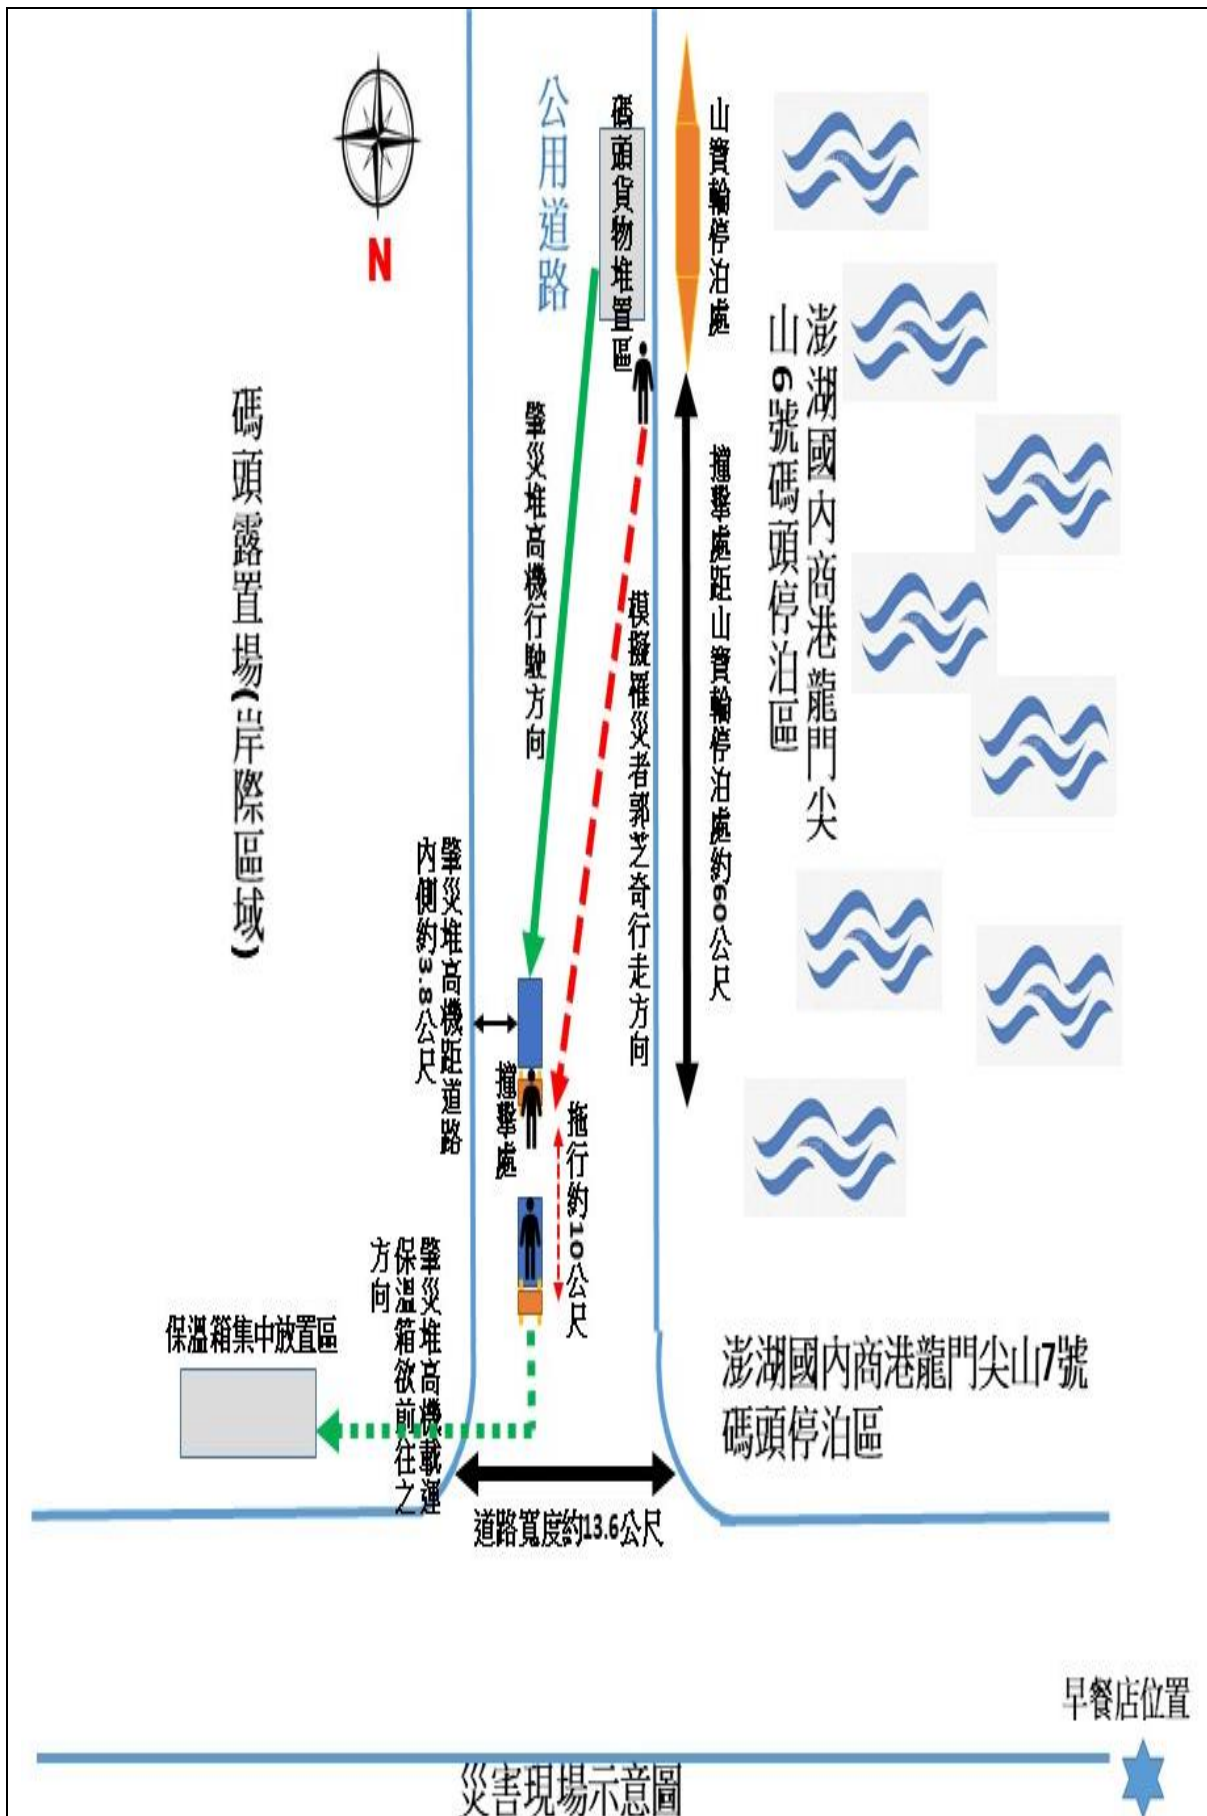 公用道路
碼頭貨物堆置區
山資輪停泊處
N
澎湖國內商港龍門尖
山6號碼頭停泊區
碼頭露置場(岸際區域)
肇災堆高機行駛方向
模擬罹災者郭芝奇行走方向
撞擊處距山資輪停泊處約60公尺
肇災堆高機距道路
內側約3.8公尺
撞擊處
拖行約10公尺
肇災堆高機載運
保溫箱欲前往之
方向
保溫箱集中放置區
澎湖國內商港龍門尖山7號
碼頭停泊區
道路寬度約13.6公尺
早餐店位置
災害現場示意圖